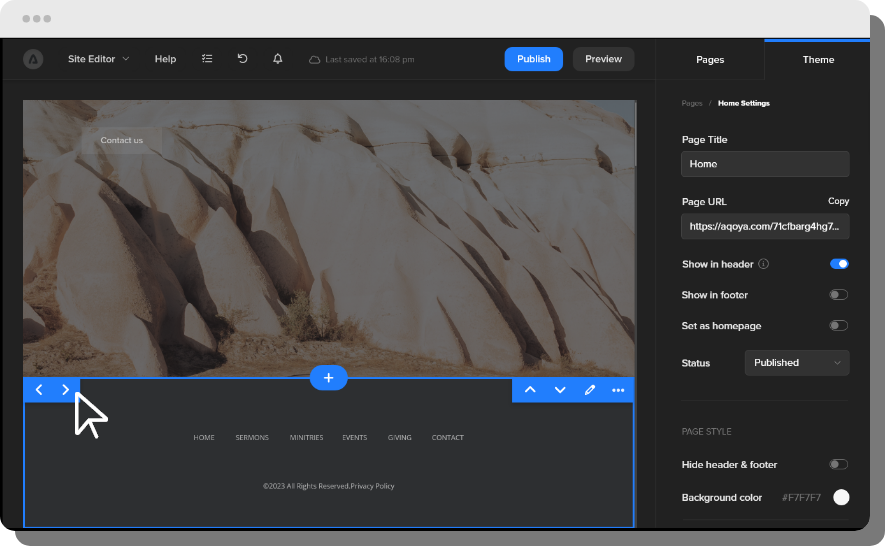 Site Editor
Help
Last saved at 16:08 pm
Publish
Preview
Pages
Theme
Pages / Home Settings
Contact us
Page Title
Home
Page URL
Copy
https://aqoya.com/71cfbarg4hg7...
Show in header
Show in footer
Set as homepage
Status
Published
HOME SERMONS MINITRIES EVENTS GIVING CONTACT
©2023 All Rights Reserved.Privacy Policy
PAGE STYLE
Hide header & footer
Background color
#F7F7F7